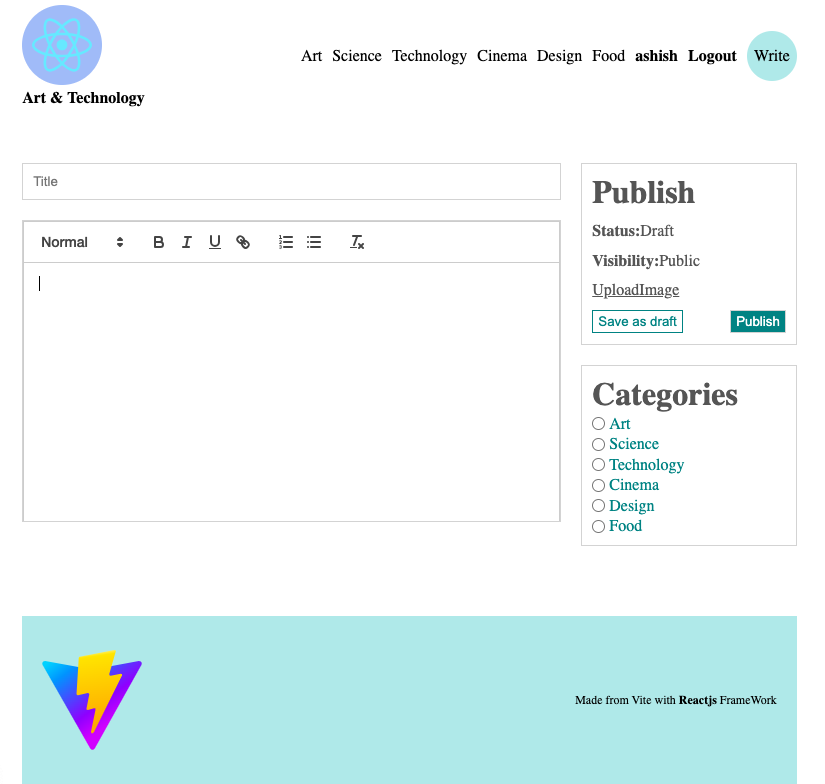 Art & Technology
Art Science Technology Cinema Design Food ashish Logout Write
Title
Normal B I U
Publish
Status:Draft
Visibility:Public
UploadImage
Save as draft Publish
Categories
Art
Science
Technology
Cinema
Design
Food
Made from Vite with Reactjs FrameWork